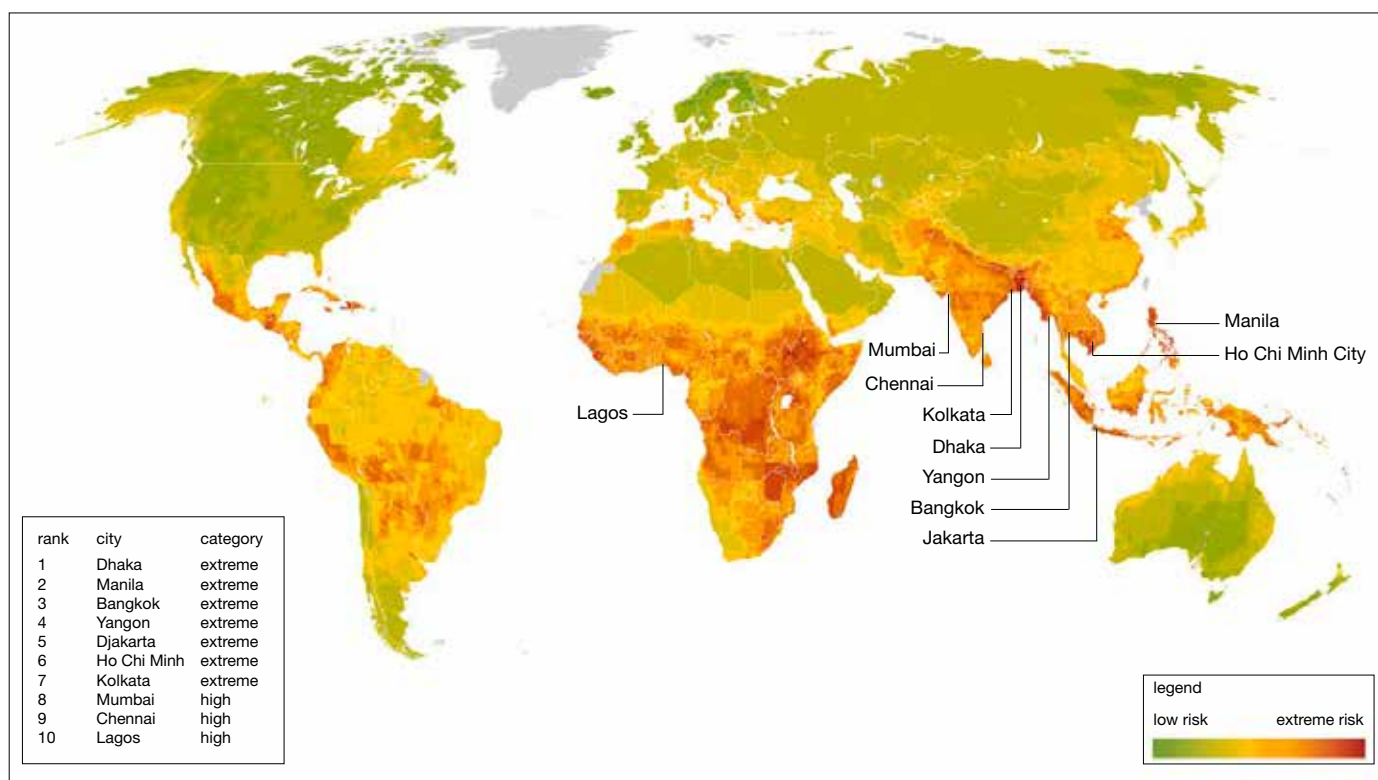 Manila
Ho Chi Minh City
Mumbai
Chennai
Lagos
Kolkata
Dhaka
Yangon
Bangkok
Jakarta
rank city category
1 Dhaka extreme
2 Manila extreme
3 Bangkok extreme
4 Yangon extreme
5 Djakarta extreme
6 Ho Chi Minh extreme
7 Kolkata extreme
8 Mumbai high
9 Chennai high
10 Lagos high
legend
low risk extreme risk